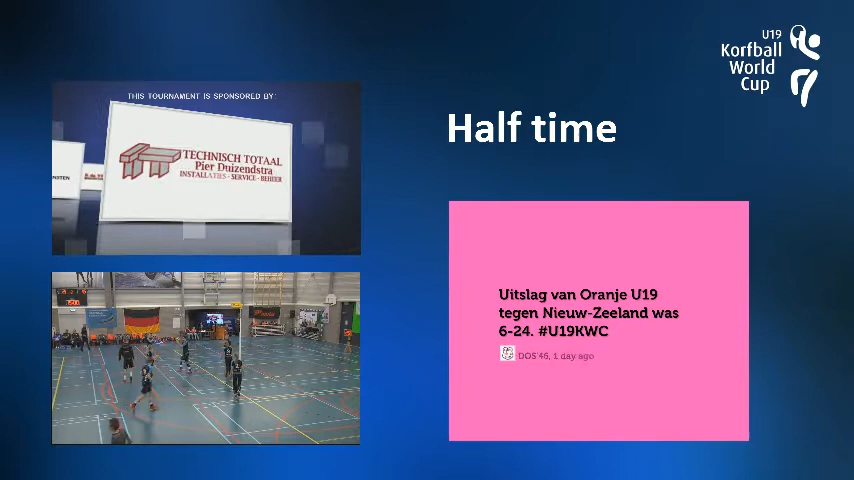 U19
Korfball
World
Cup
THIS TOURNAMENT IS SPONSORED BY:
TECHNISCH TOTAAL
Pier Duizendstra
INSTALLATIES - SERVICE - BEHEER
Half time
Uitslag van Oranje U19
tegen Nieuw-Zeeland was
6-24. #U19KWC
DOS'46, 1 day ago